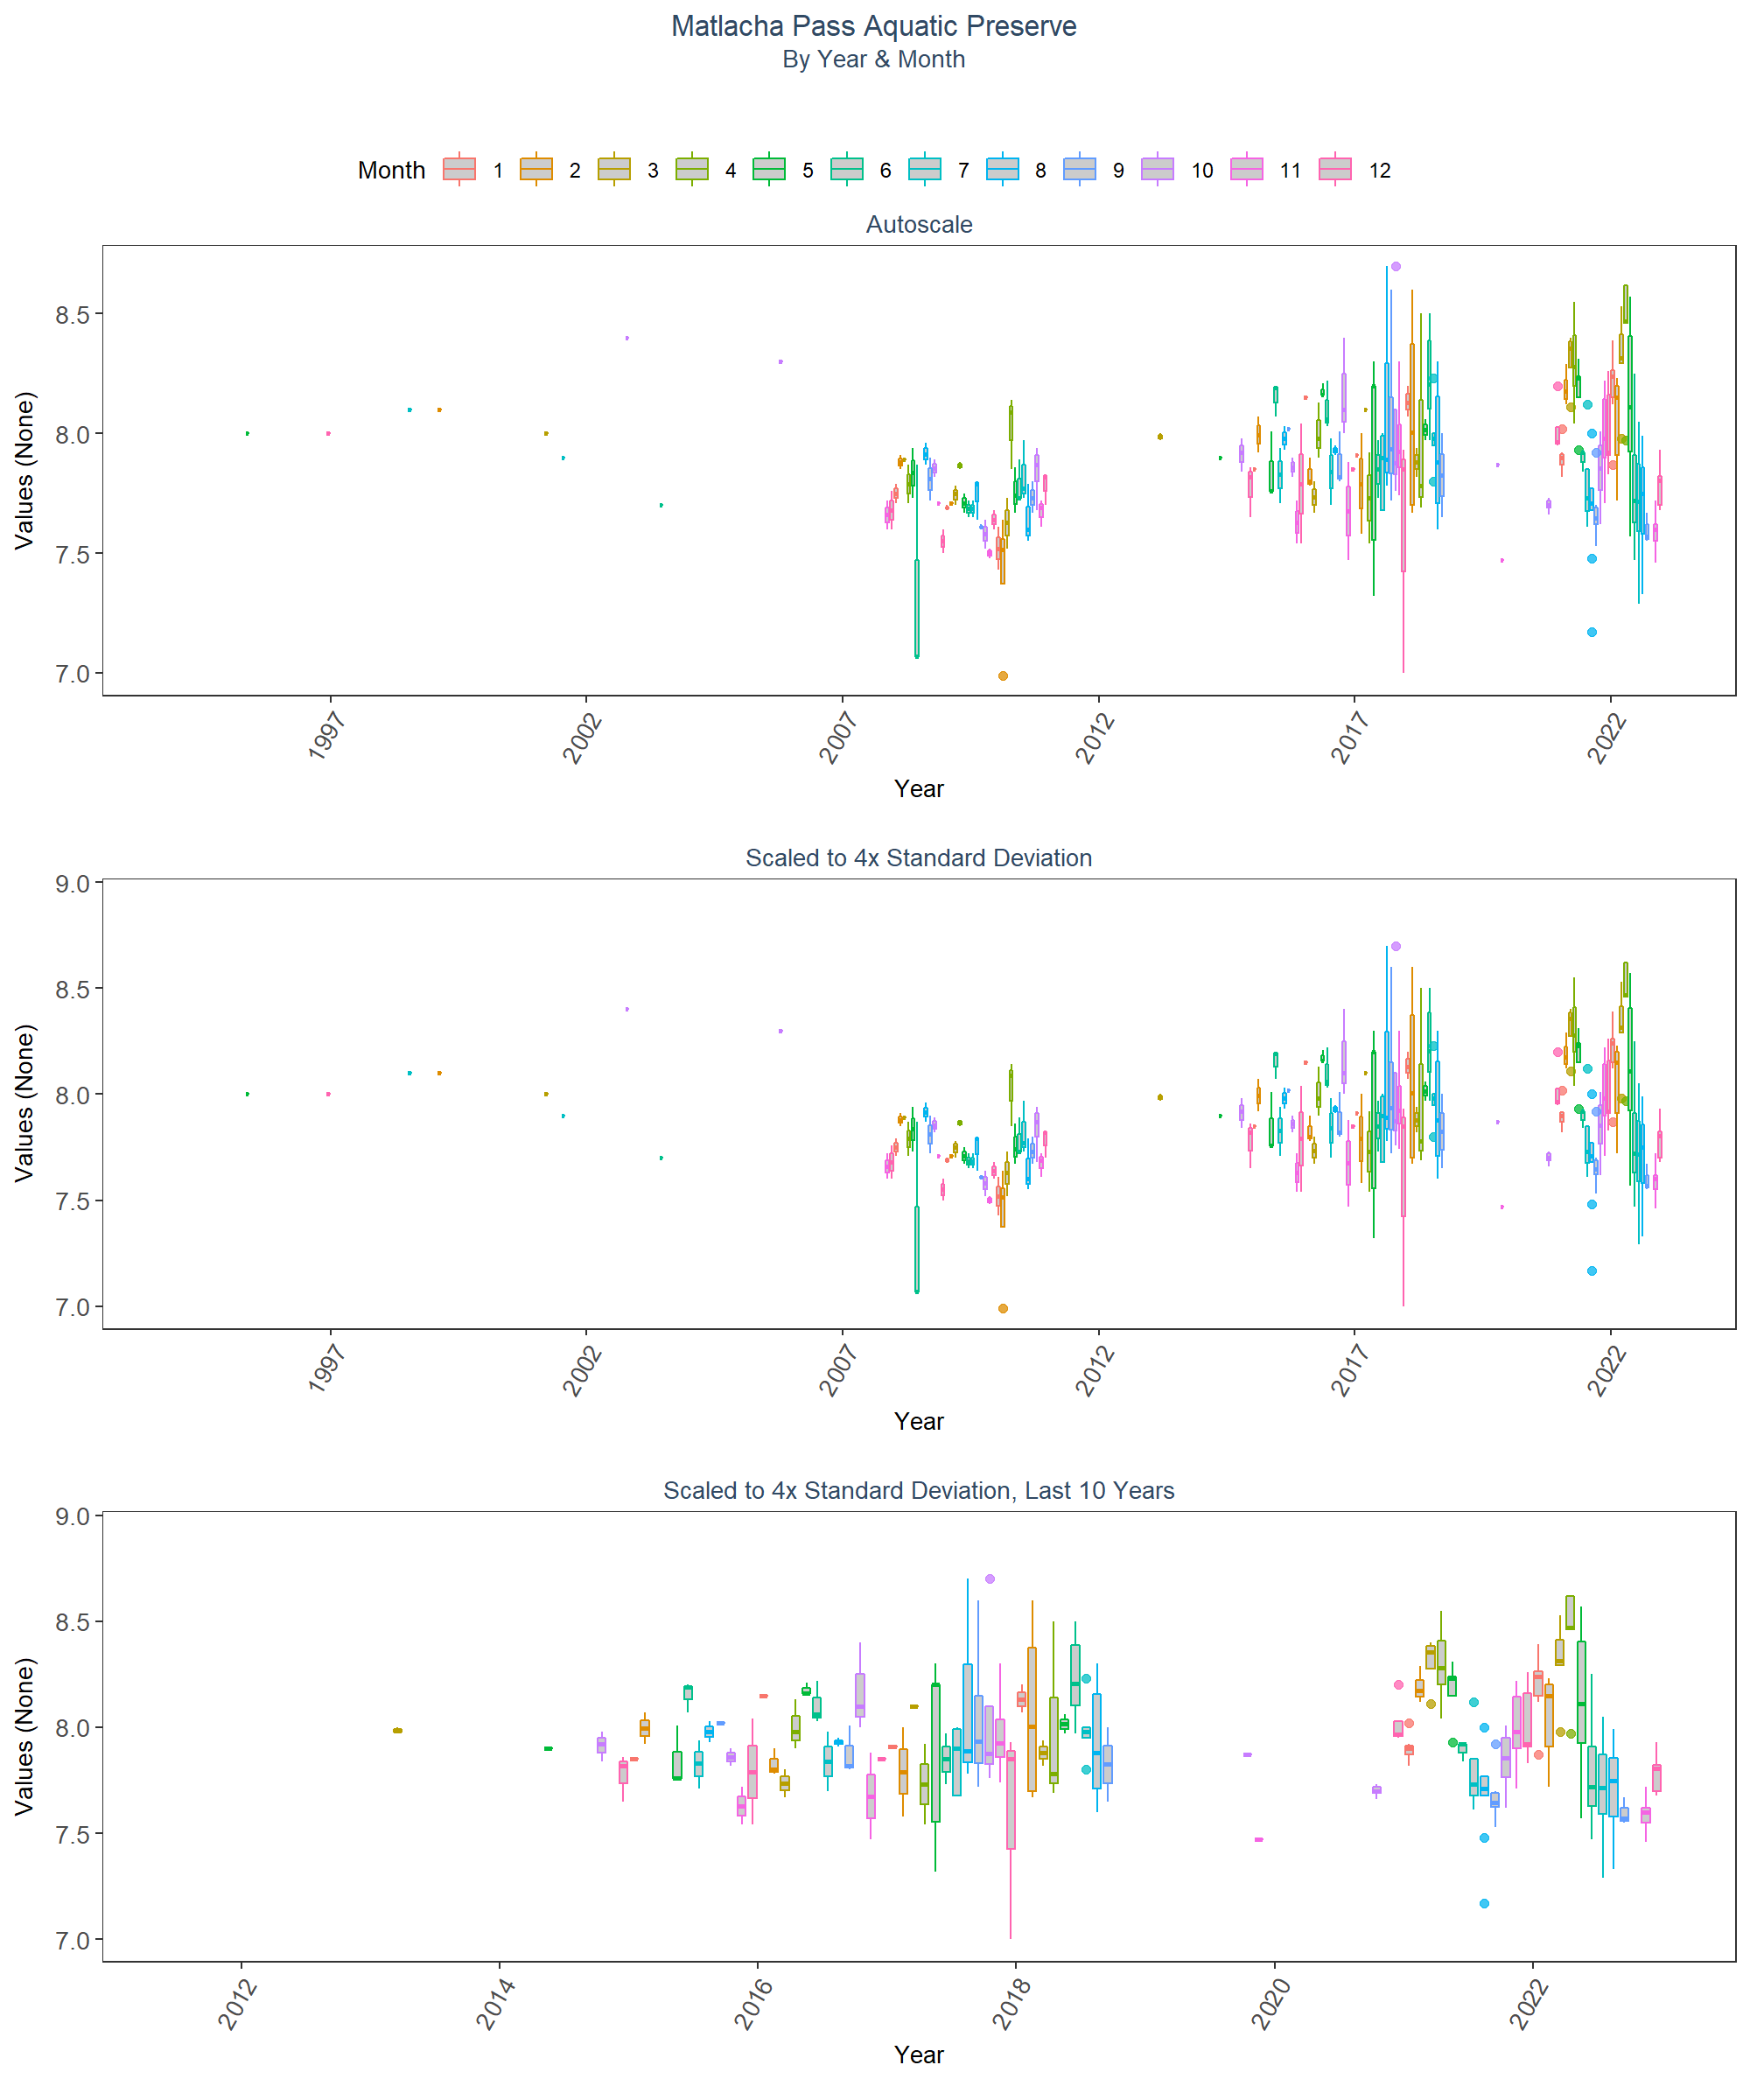 Matlacha Pass Aquatic Preserve
By Year & Month
Month 1 2 3 4 5 6 7 8 9 10 11 12
Autoscale
Values (None)
8.5
8.0
7.5
7.0
1997 2002 2007 2012 2017 2022
Year
Scaled to 4x Standard Deviation
Values (None)
9.0
8.5
8.0
7.5
7.0
1997 2002 2007 2012 2017 2022
Year
Scaled to 4x Standard Deviation, Last 10 Years
Values (None)
9.0
8.5
8.0
7.5
7.0
2012 2014 2016 2018 2020 2022
Year